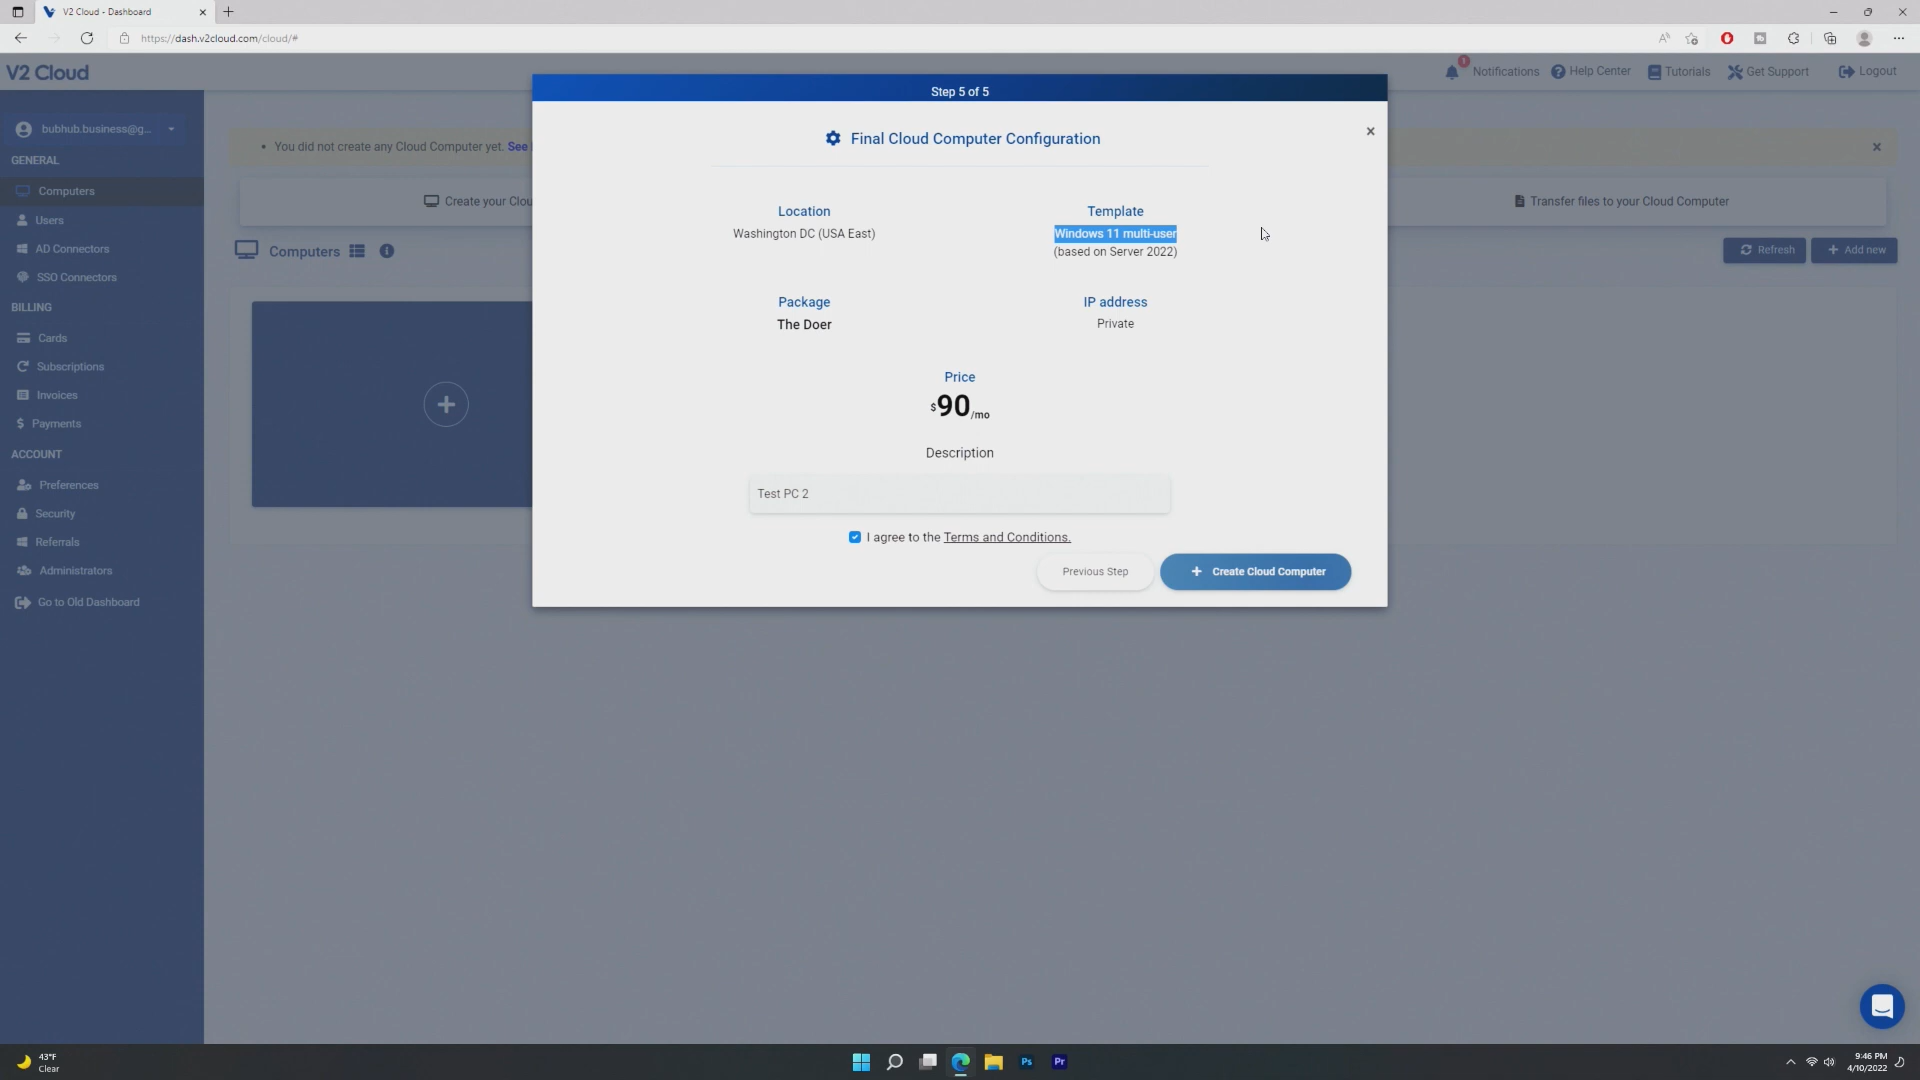 V2 Cloud - Dashboard
https://dash.v2cloud.com/cloud/#
V2 Cloud
Notifications
Help Center
Tutorials
Get Support
Logout
bubhub.business@g...
GENERAL
Computers
Users
AD Connectors
SSO Connectors
BILLING
Cards
Subscriptions
Invoices
Payments
ACCOUNT
Preferences
Security
Referrals
Administrators
Go to Old Dashboard
You did not create any Cloud Computer yet. See
Create your Clou
Transfer files to your Cloud Computer
Computers
Refresh
Add new
Step 5 of 5
Final Cloud Computer Configuration
Location
Washington DC (USA East)
Template
Windows 11 multi-user
(based on Server 2022)
Package
The Doer
IP address
Private
Price
$90/mo
Description
Test PC 2
I agree to the Terms and Conditions.
Previous Step
Create Cloud Computer
43°F
Clear
Ps
Pr
9:46 PM
4/10/2022